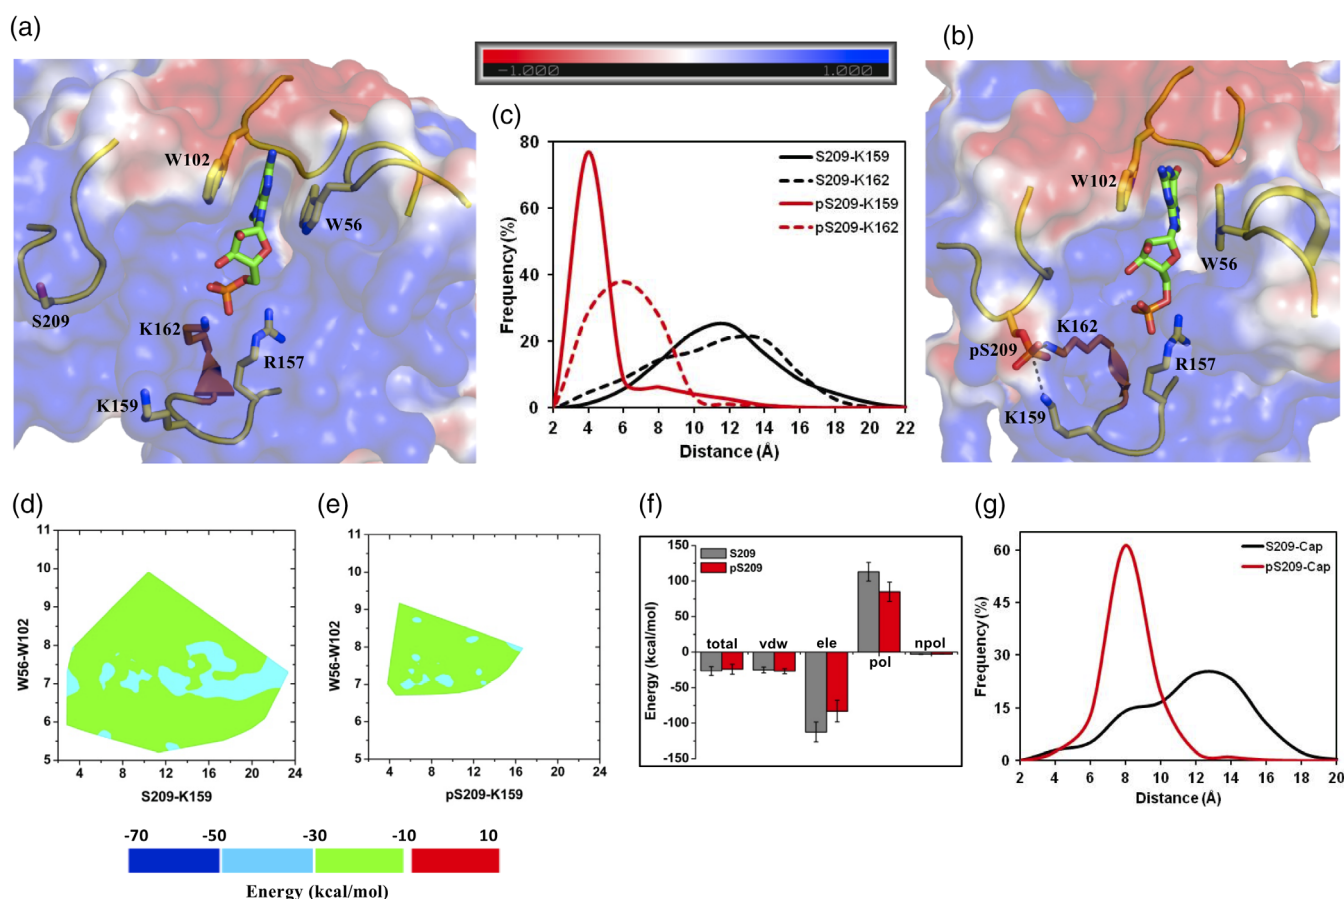 (a)
-1.000 1.000
(b)
W102
W56
S209
K162
R157
K159
(c)
80
60
40
20
0
Frequency (%)
S209-K159
S209-K162
pS209-K159
pS209-K162
2 4 6 8 10 12 14 16 18 20 22
Distance (Å)
W102
W56
pS209
K162
R157
K159
(d)
11
10
9
8
7
6
5
W56-W102
4 8 12 16 20 24
S209-K159
(e)
11
10
9
8
7
6
5
W56-W102
4 8 12 16 20 24
pS209-K159
-70 -50 -30 -10 10
Energy (kcal/mol)
(f)
150
100
50
0
-50
-100
-150
Energy (kcal/mol)
S209
pS209
total vdw ele pol npol
(g)
60
45
30
15
0
Frequency (%)
S209-Cap
pS209-Cap
2 4 6 8 10 12 14 16 18 20
Distance (Å)